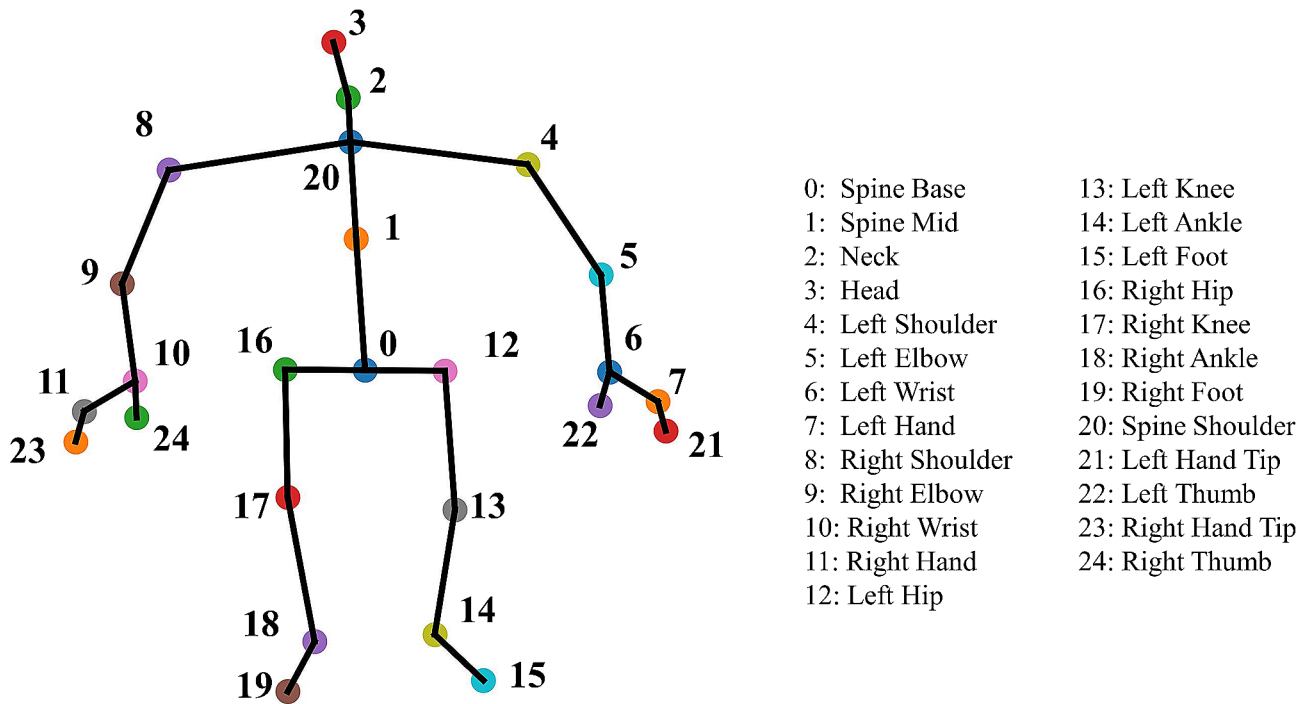 3
2
8
4
20
1
9
5
16
0
12
10
6
11
7
23
24
22
21
17
13
18
14
19
15
0: Spine Base
1: Spine Mid
2: Neck
3: Head
4: Left Shoulder
5: Left Elbow
6: Left Wrist
7: Left Hand
8: Right Shoulder
9: Right Elbow
10: Right Wrist
11: Right Hand
12: Left Hip
13: Left Knee
14: Left Ankle
15: Left Foot
16: Right Hip
17: Right Knee
18: Right Ankle
19: Right Foot
20: Spine Shoulder
21: Left Hand Tip
22: Left Thumb
23: Right Hand Tip
24: Right Thumb